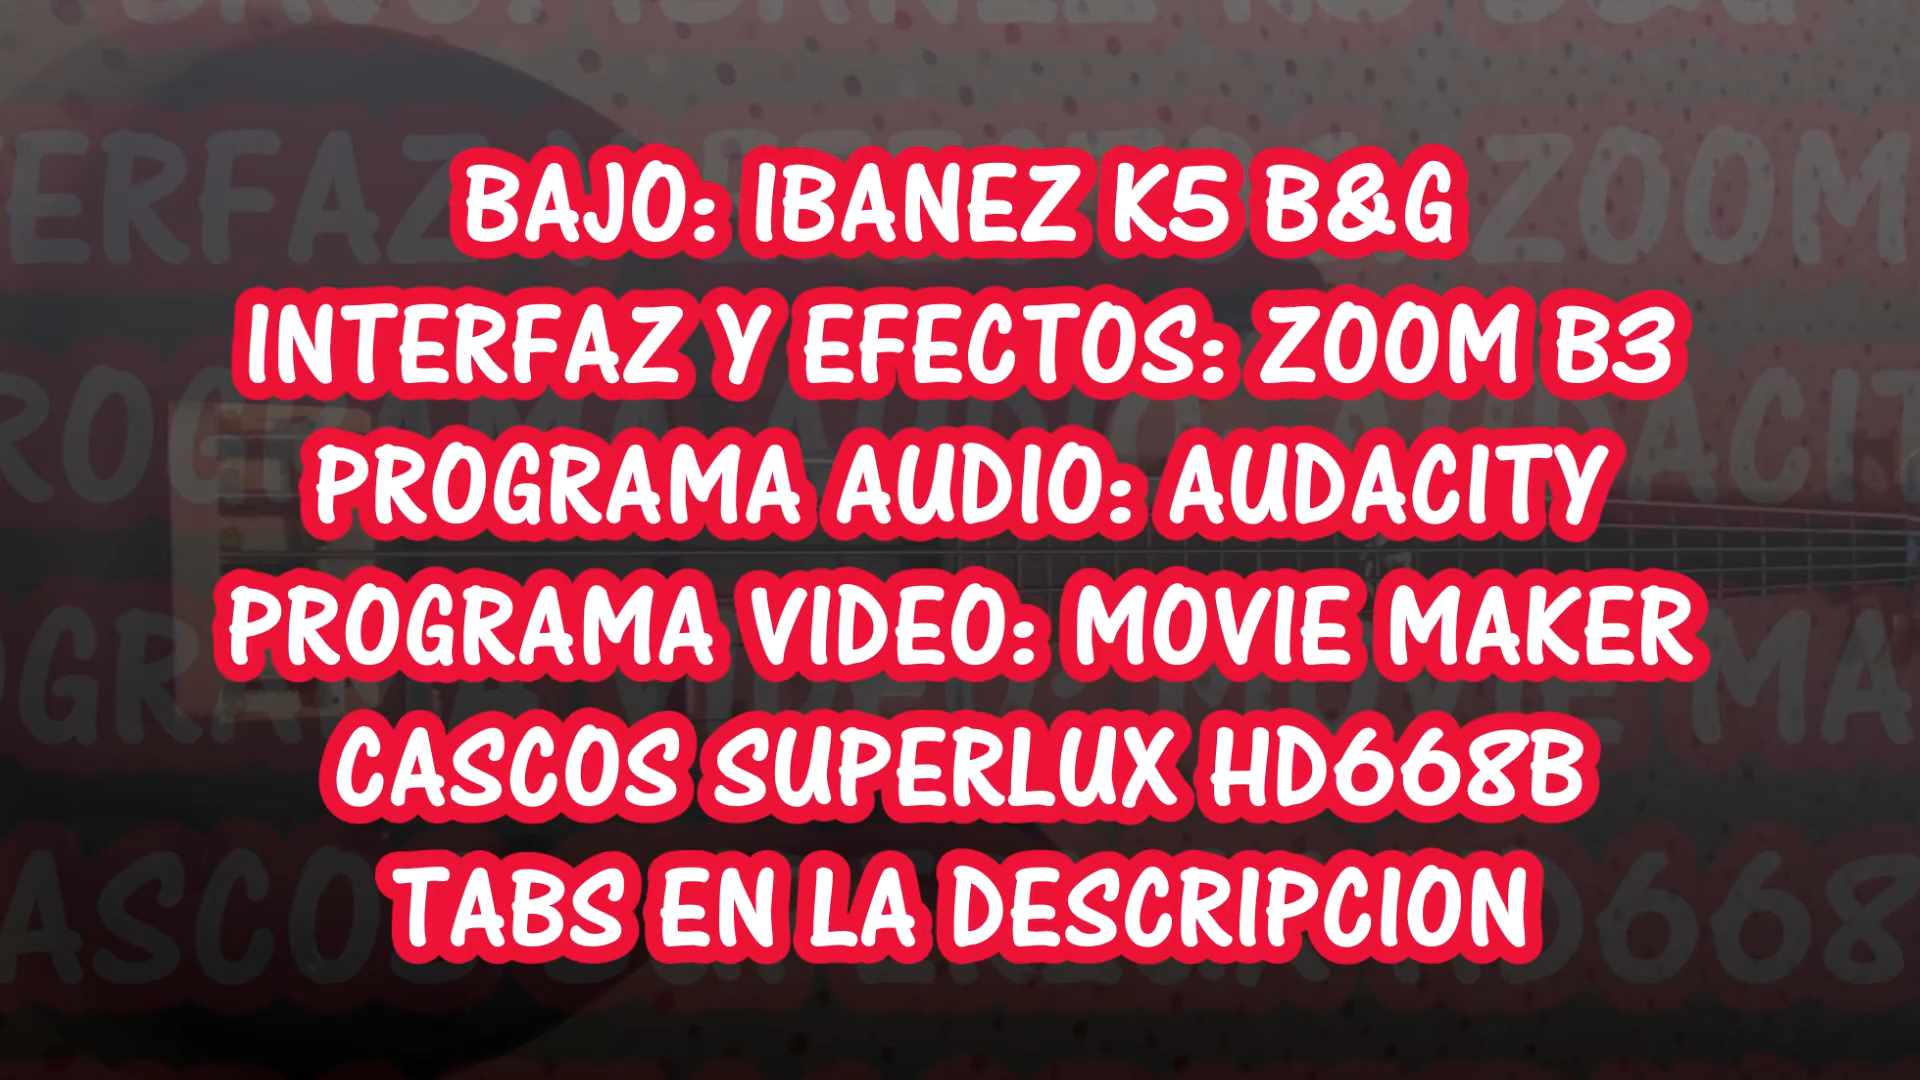 BAJO: IBANEZ K5 B&G
INTERFAZ Y EFECTOS: ZOOM B3
PROGRAMA AUDIO: AUDACITY
PROGRAMA VIDEO: MOVIE MAKER
CASCOS SUPERLUX HD668B
TABS EN LA DESCRIPCION